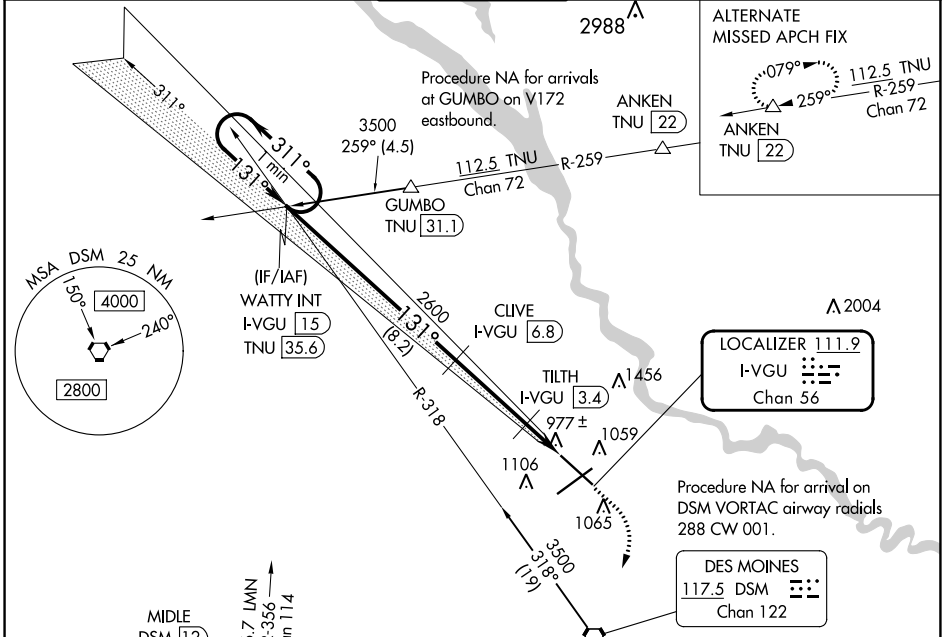 2988
ALTERNATE
MISSED APCH FIX
079°
259°
112.5 TNU
R-259
Chan 72
ANKEN
TNU 22
Procedure NA for arrivals
at GUMBO on V172
eastbound.
ANKEN
TNU 22
3500
259° (4.5)
112.5 TNU
R-259
Chan 72
GUMBO
TNU 31.1
311°
311°
1 min
131°
MSA DSM 25 NM
150°
4000
240°
2800
(IF/IAF)
WATTY INT
I-VGU 15
TNU 35.6
2600
131°
(8.2)
CLIVE
I-VGU 6.8
2004
LOCALIZER 111.9
I-VGU
Chan 56
TILTH
I-VGU 3.4
1456
R-318
977 ±
1059
1106
1065
Procedure NA for arrival on
DSM VORTAC airway radials
288 CW 001.
3500
318°
(19)
DES MOINES
117.5 DSM
Chan 122
MIDLE
DSM 12
.7 LMN
-356
n 114